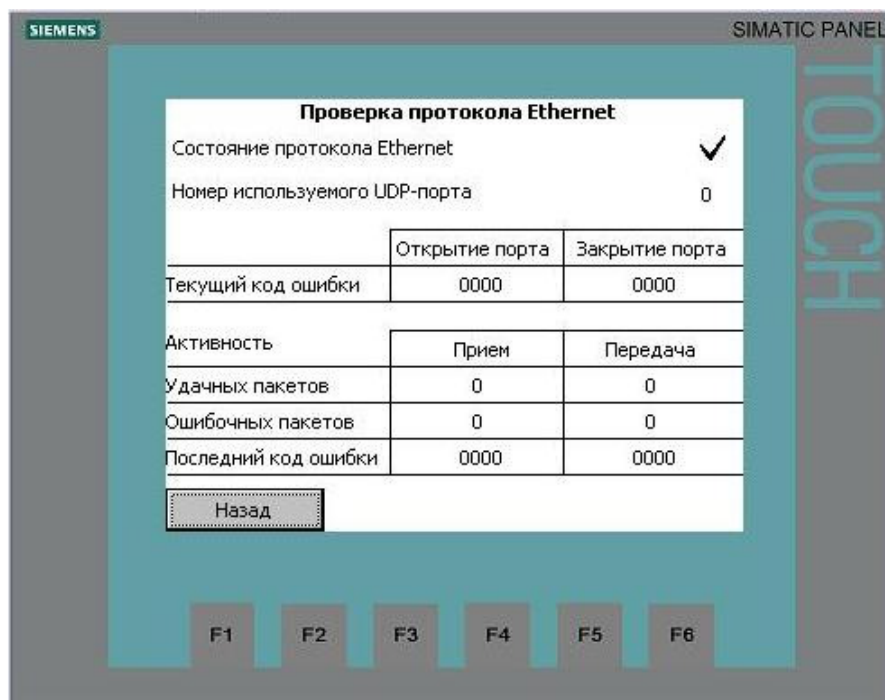 SIEMENS
SIMATIC PANEL
TOUCH
Проверка протокола Ethernet
Состояние протокола Ethernet
Номер используемого UDP-порта 0
Открытие порта Закрытие порта
Текущий код ошибки 0000 0000
Активность Прием Передача
Удачных пакетов 0 0
Ошибочных пакетов 0 0
Последний код ошибки 0000 0000
Назад
F1 F2 F3 F4 F5 F6